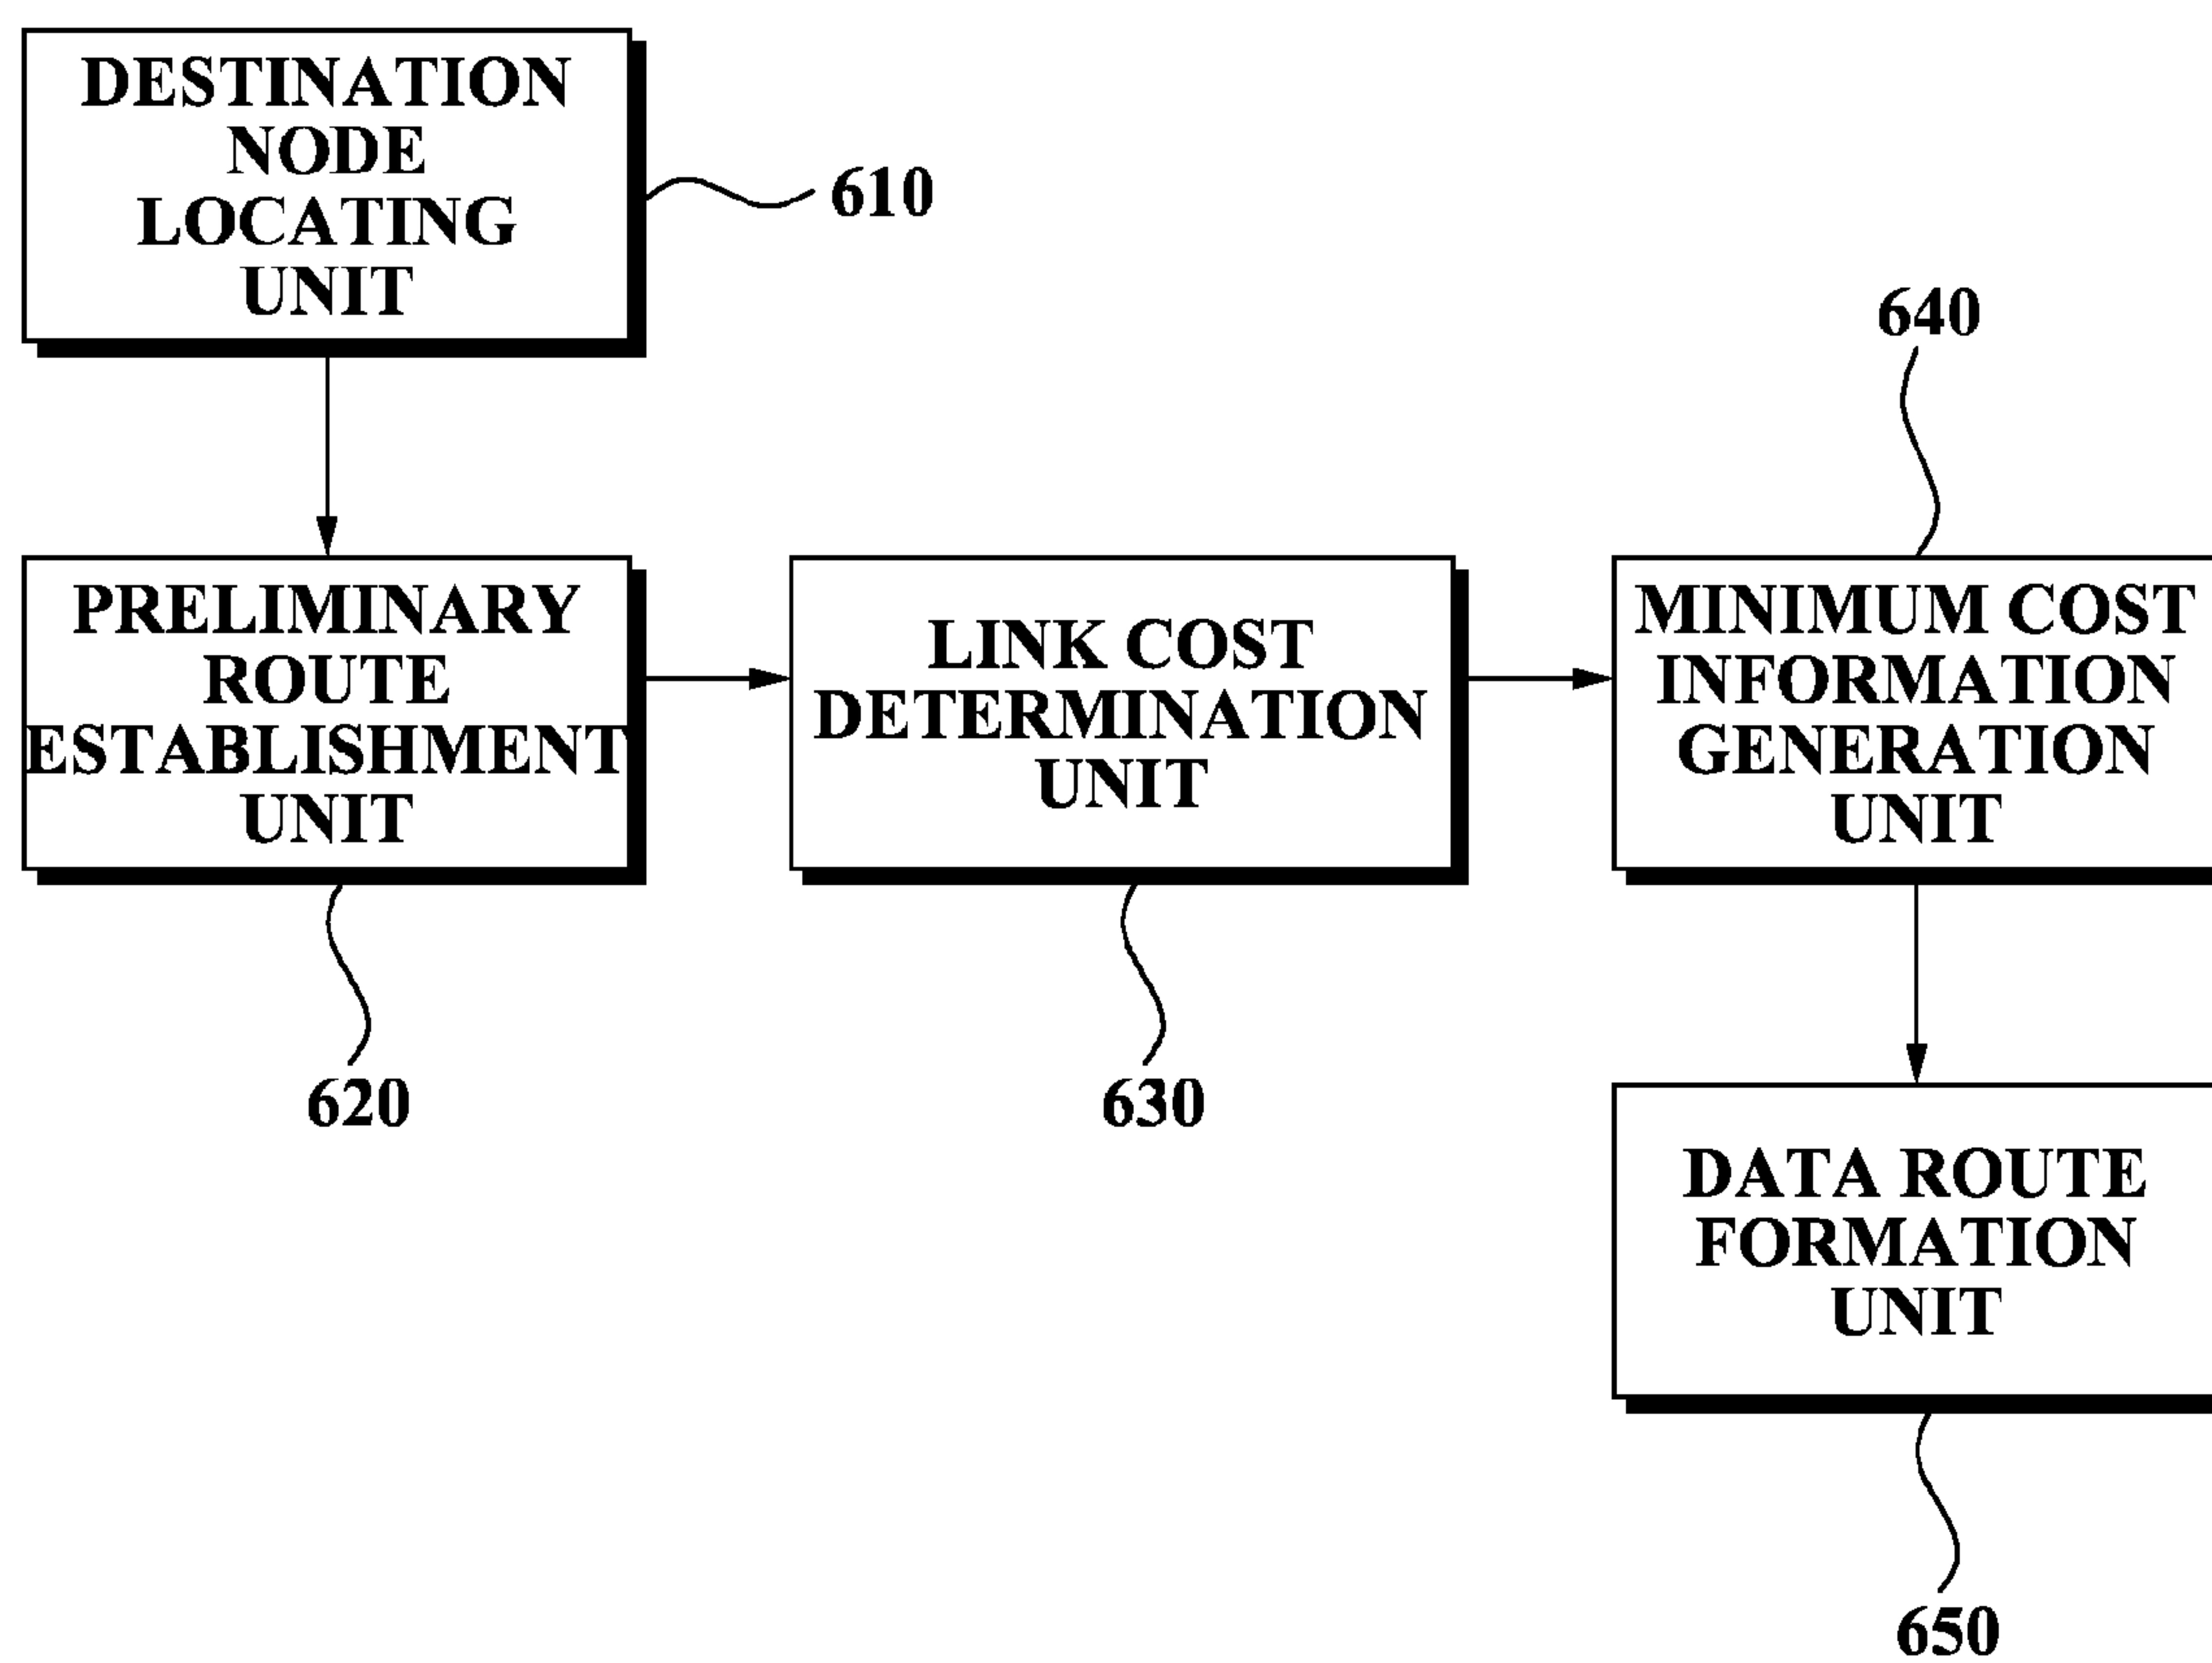 DESTINATION
NODE
LOCATING
UNIT
610
640
PRELIMINARY
ROUTE
ESTABLISHMENT
UNIT
LINK COST
DETERMINATION
UNIT
MINIMUM COST
INFORMATION
GENERATION
UNIT
620
630
DATA ROUTE
FORMATION
UNIT
650